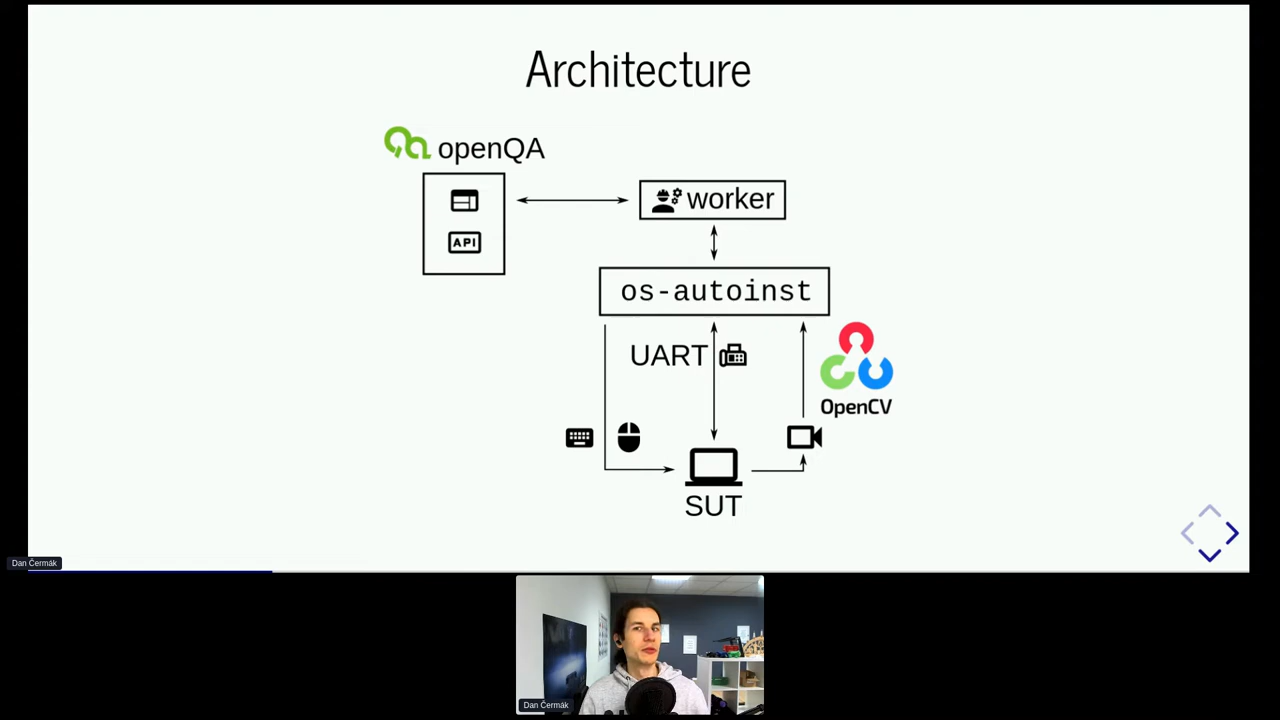 Architecture
openQA
worker
API
os-autoinst
UART
OpenCV
SUT
Dan Čermák
Dan Čermák